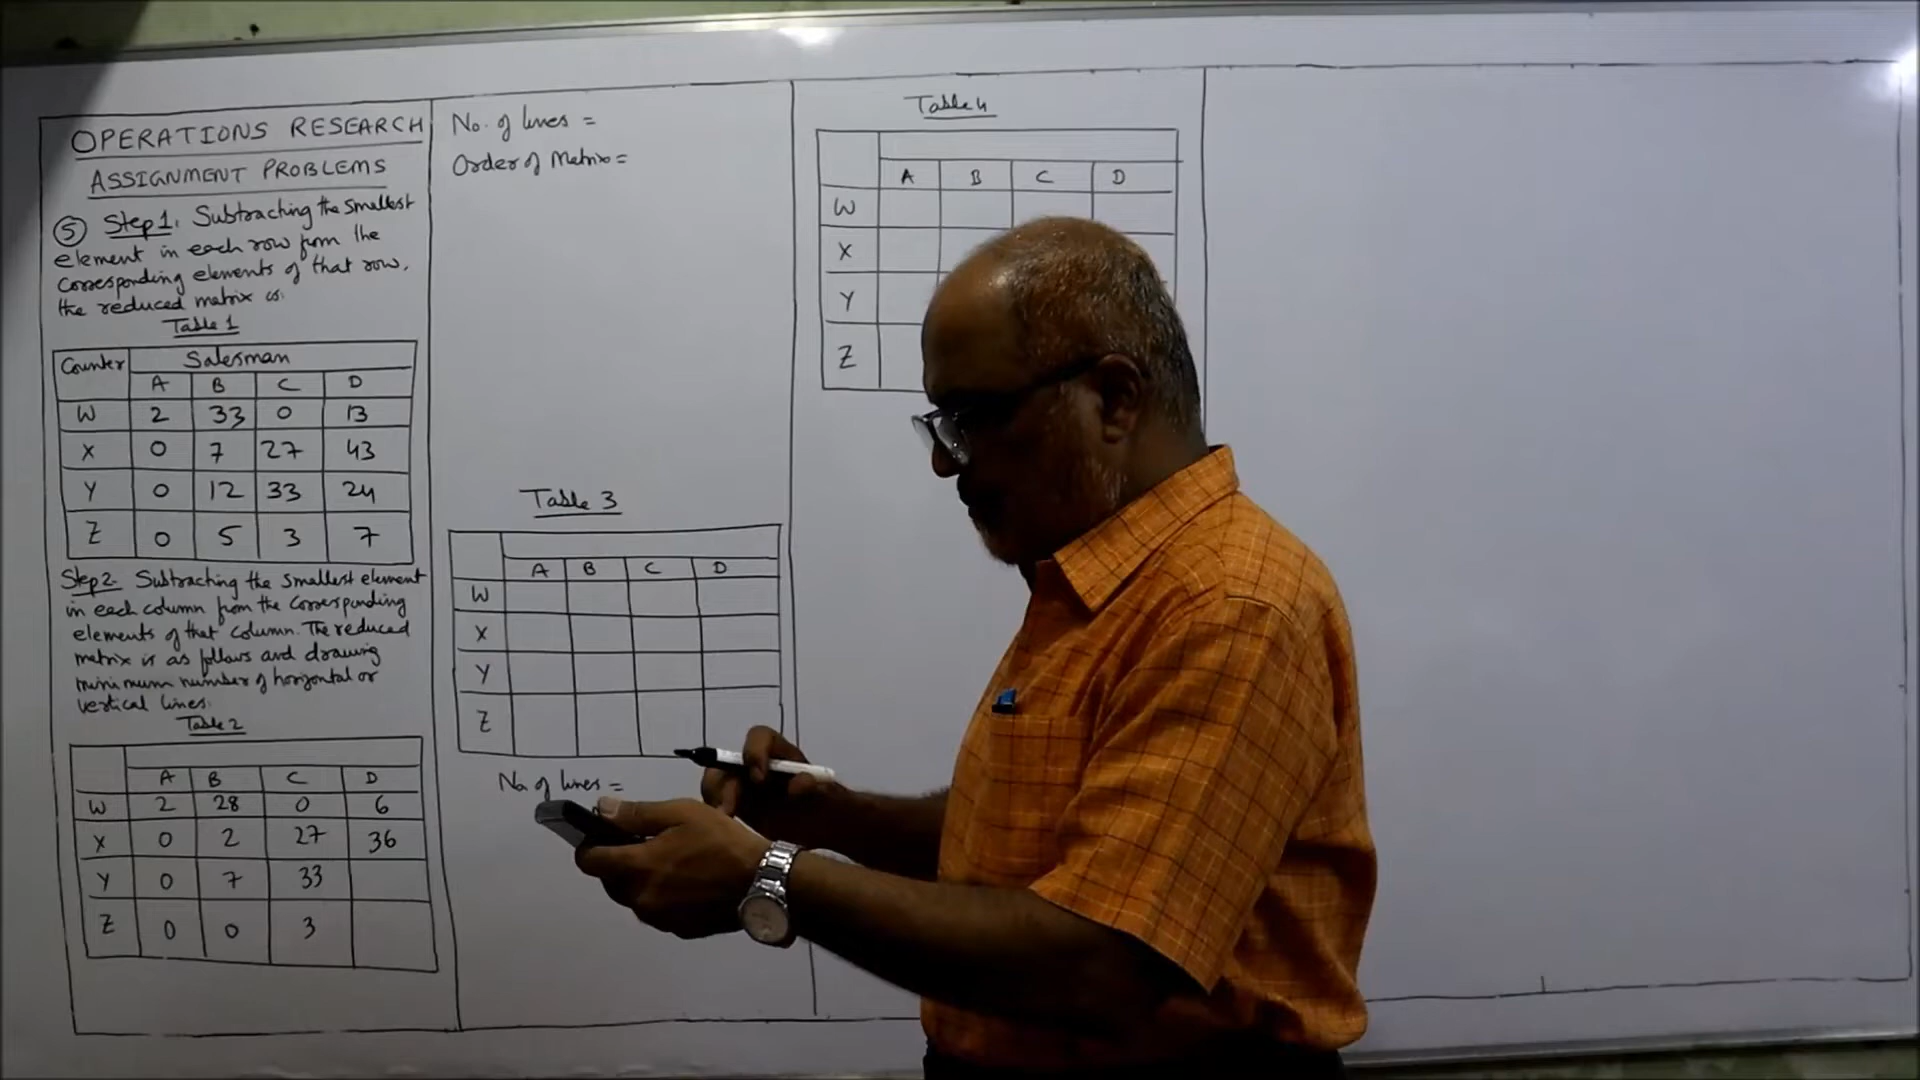 OPERATIONS RESEARCH
ASSIGNMENT PROBLEMS
5 Step 1. Subtracting the smallest
element in each row from the
corresponding elements of that row,
the reduced matrix is:
Table 1
Counter Salesman
A B C D
W 2 33 0 13
X 0 7 27 43
Y 0 12 33 24
Z 0 5 3 7
Step 2 Subtracting the smallest element
in each column from the corresponding
elements of that column. The reduced
matrix is as follows and drawing
minimum number of horizontal or
vertical lines.
Table 2
A B C D
W 2 28 0 6
X 0 2 27 36
Y 0 7 33
Z 0 0 3
No. of lines =
Order of Matrix =
Table 3
A B C D
W
X
Y
Z
No. of lines =
Table 4
A B C D
W
X
Y
Z